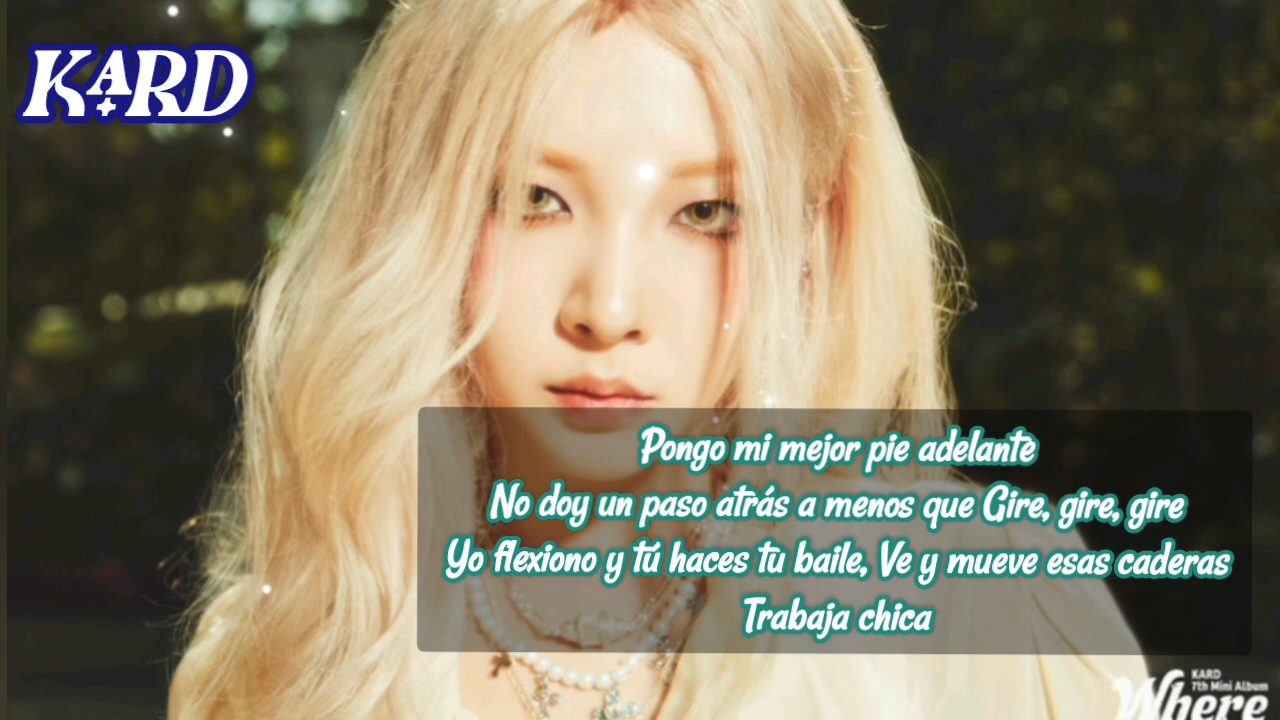 KARD
Pongo mi mejor pie adelante
No doy un paso atrás a menos que Gire, gire, gire
Yo flexiono y tú haces tù baile, Ve y mueve esas caderas
Trabaja chica
KARD
7th Mini Album
Where